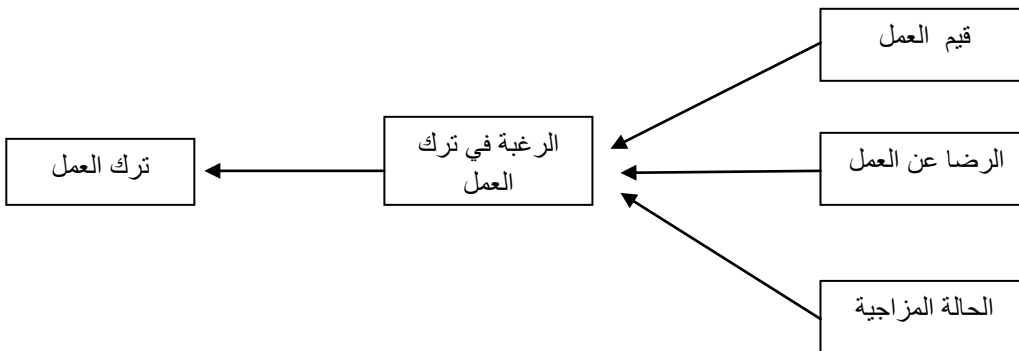 قيم العمل
الرضا عن العمل
الحالة المزاجية
الرغبة في ترك
العمل
ترك العمل